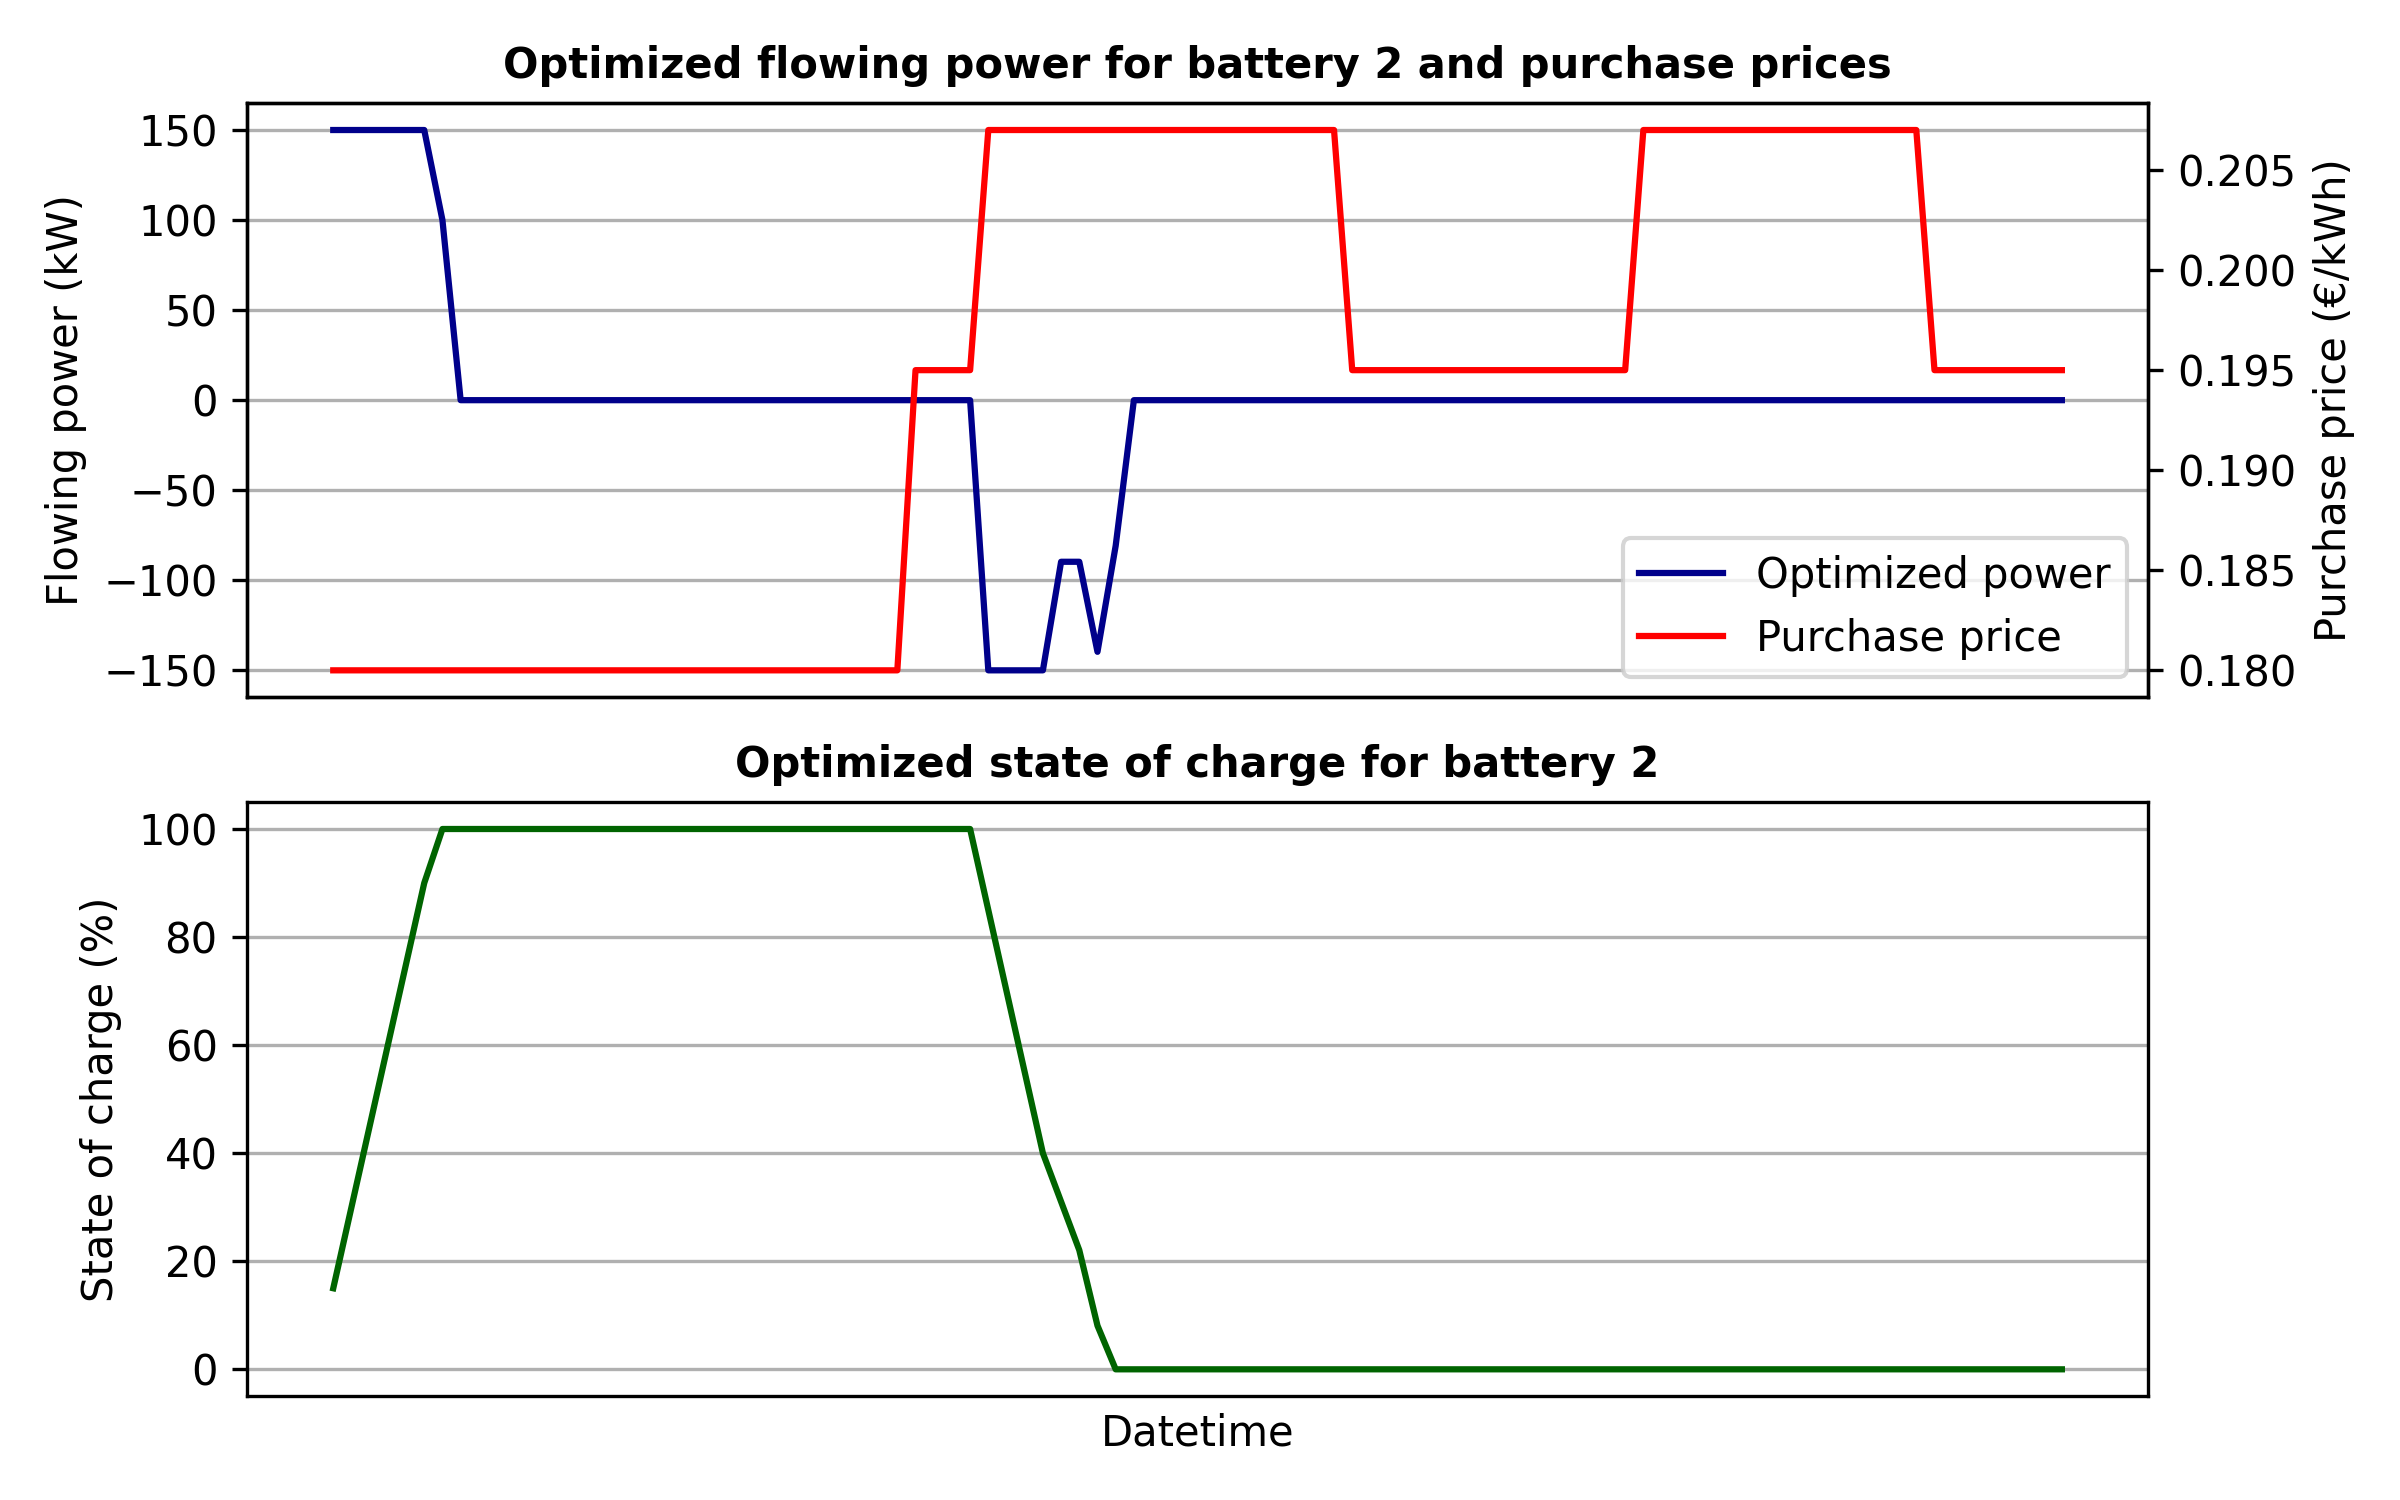 Optimized flowing power for battery 2 and purchase prices
Flowing power (kW)
150
100
50
0
−50
−100
−150
0.205
0.200
0.195
0.190
0.185
0.180
Purchase price (€/kWh)
Optimized power
Purchase price
Optimized state of charge for battery 2
State of charge (%)
100
80
60
40
20
0
Datetime